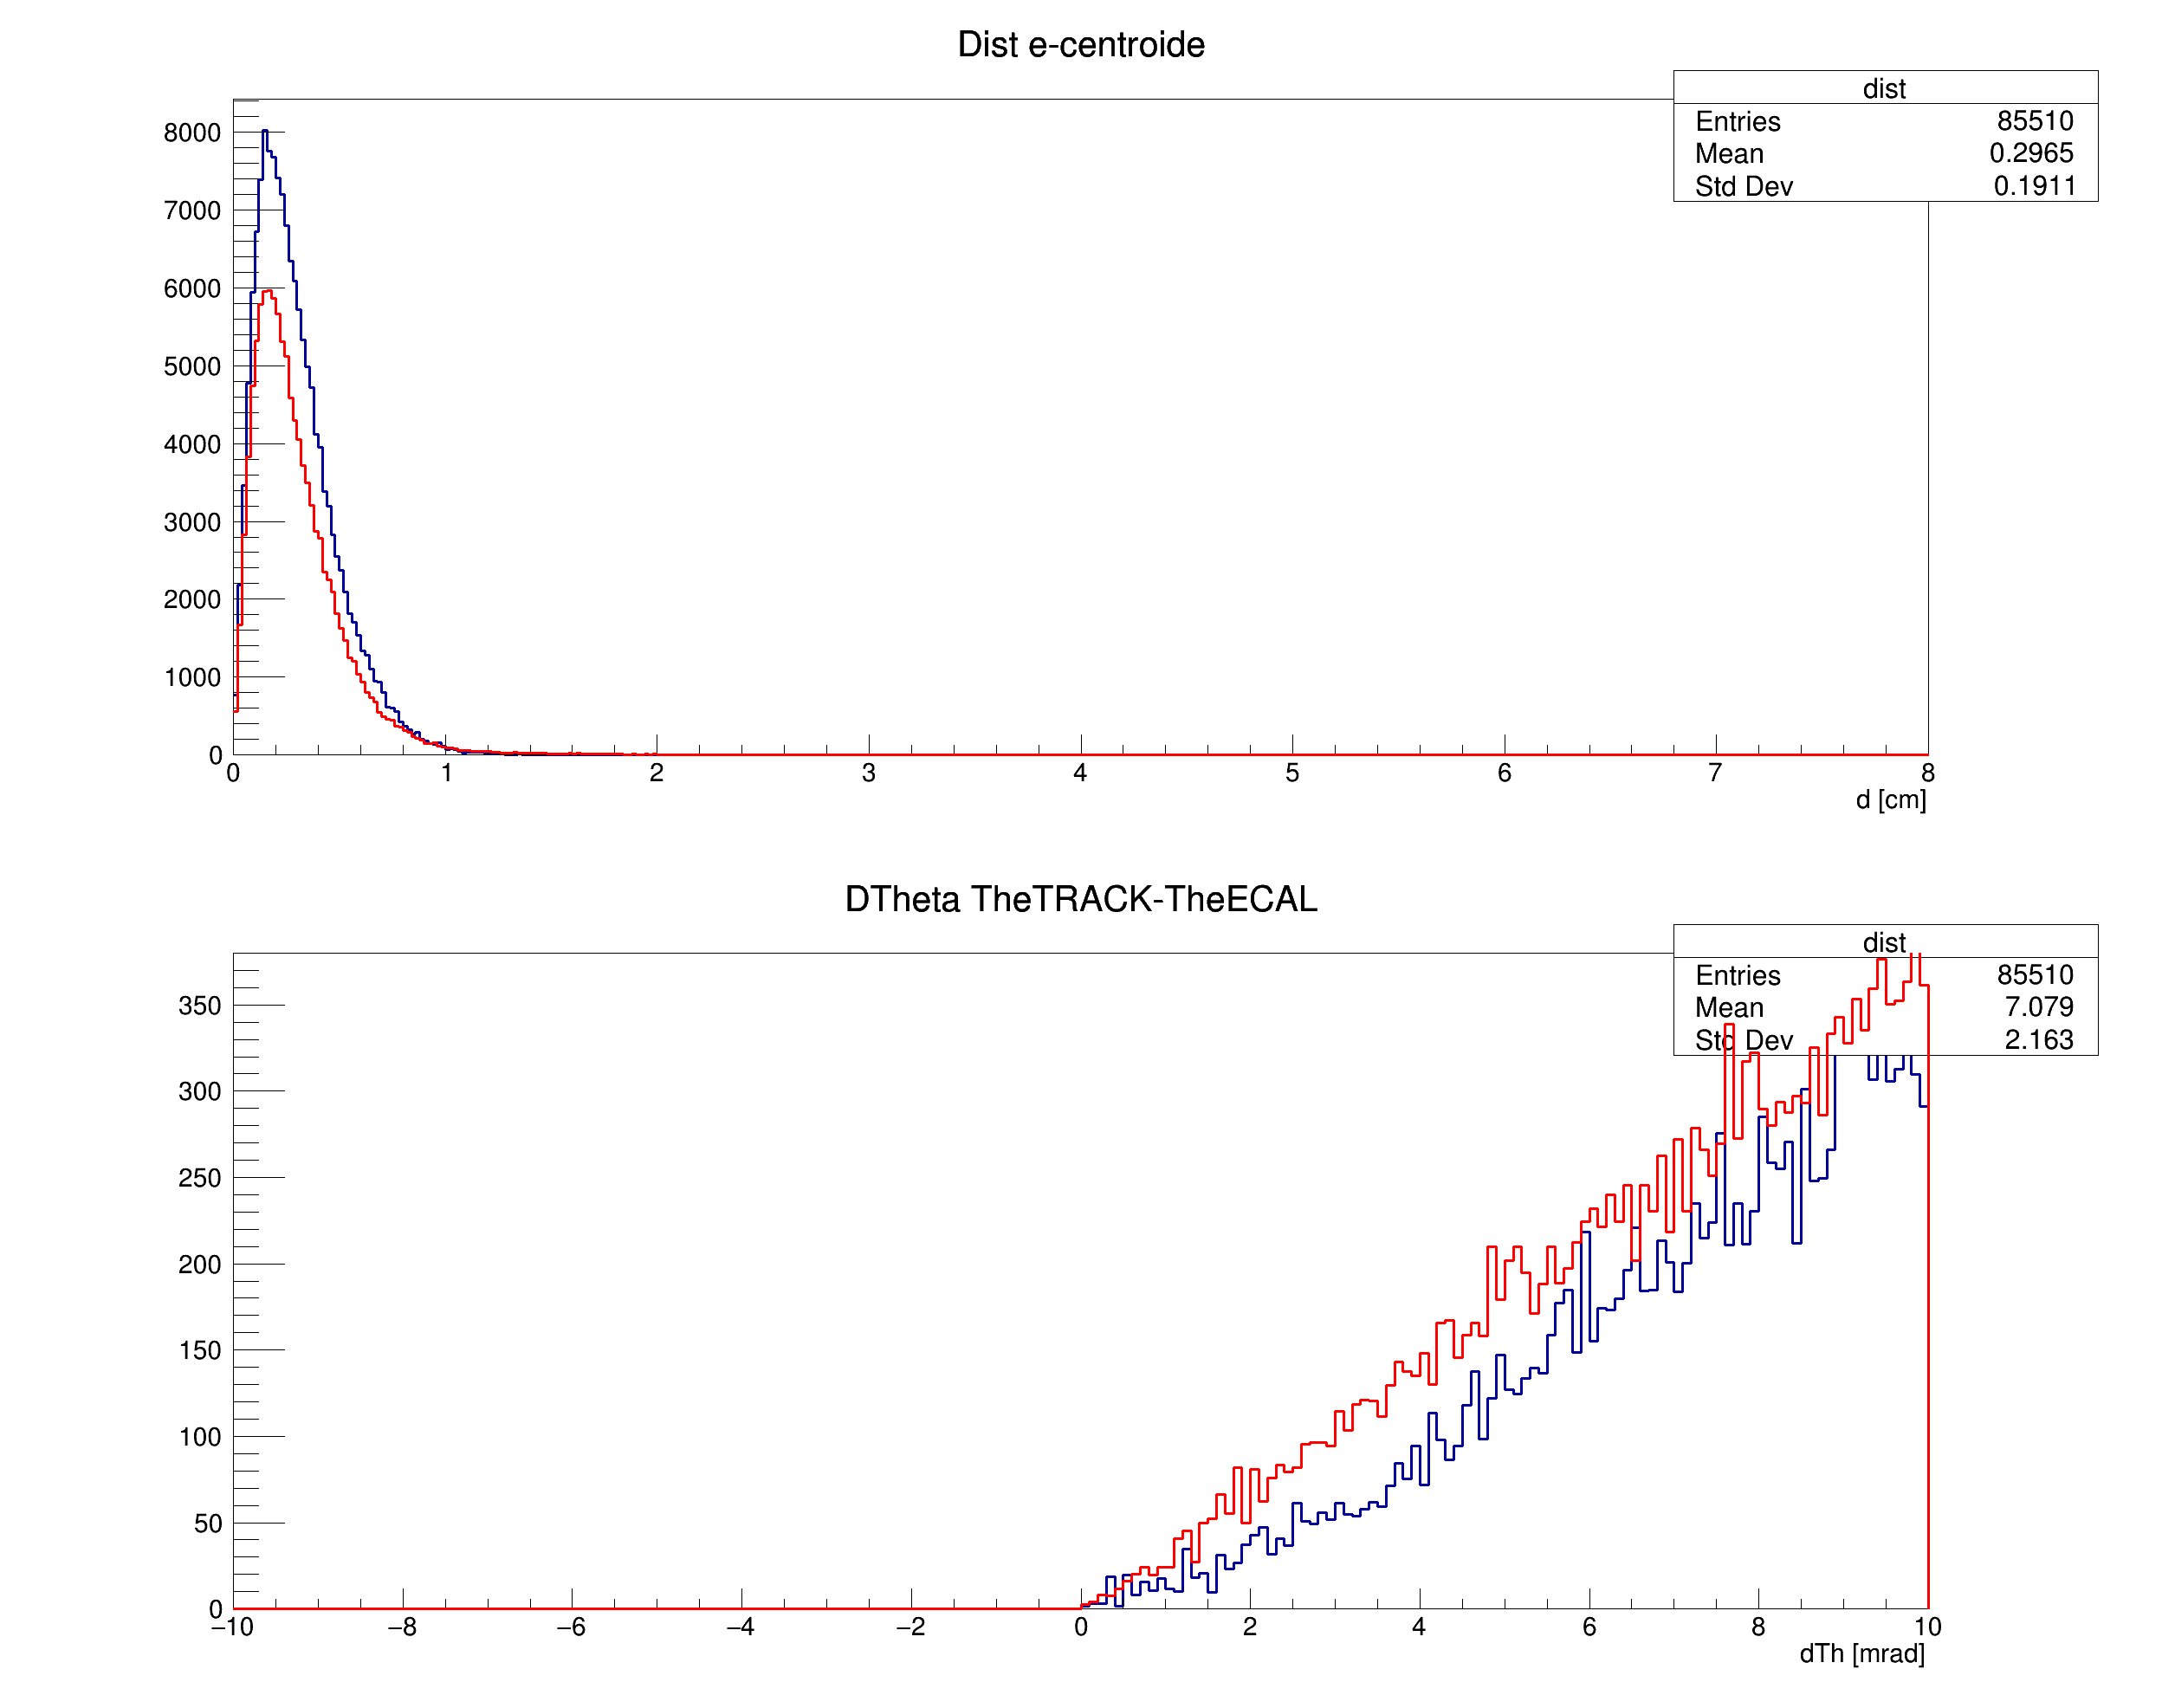 Dist e-centroide
dist
Entries 85510
Mean 0.2965
Std Dev 0.1911
8000
7000
6000
5000
4000
3000
2000
1000
0
0 1 2 3 4 5 6 7 8
d [cm]
DTheta TheTRACK-TheECAL
dist
Entries 85510
Mean 7.079
Std Dev 2.163
350
300
250
200
150
100
50
0
−10 −8 −6 −4 −2 0 2 4 6 8 10
dTh [mrad]